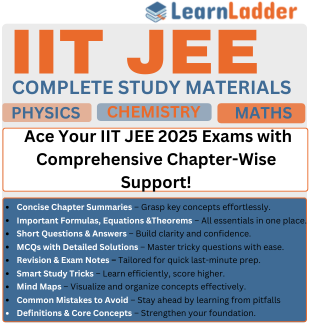 LearnLadder
IIT JEE
COMPLETE STUDY MATERIALS
PHYSICS CHEMISTRY MATHS
Ace Your IIT JEE 2025 Exams with
Comprehensive Chapter-Wise
Support!
• Concise Chapter Summaries – Grasp key concepts effortlessly.
• Important Formulas, Equations &Theorems – All essentials in one place.
• Short Questions & Answers – Build clarity and confidence.
• MCQs with Detailed Solutions – Master tricky questions with ease.
• Revision & Exam Notes – Tailored for quick last-minute prep.
• Smart Study Tricks – Learn efficiently, score higher.
• Mind Maps – Visualize and organize concepts effectively.
• Common Mistakes to Avoid – Stay ahead by learning from pitfalls
• Definitions & Core Concepts – Strengthen your foundation.